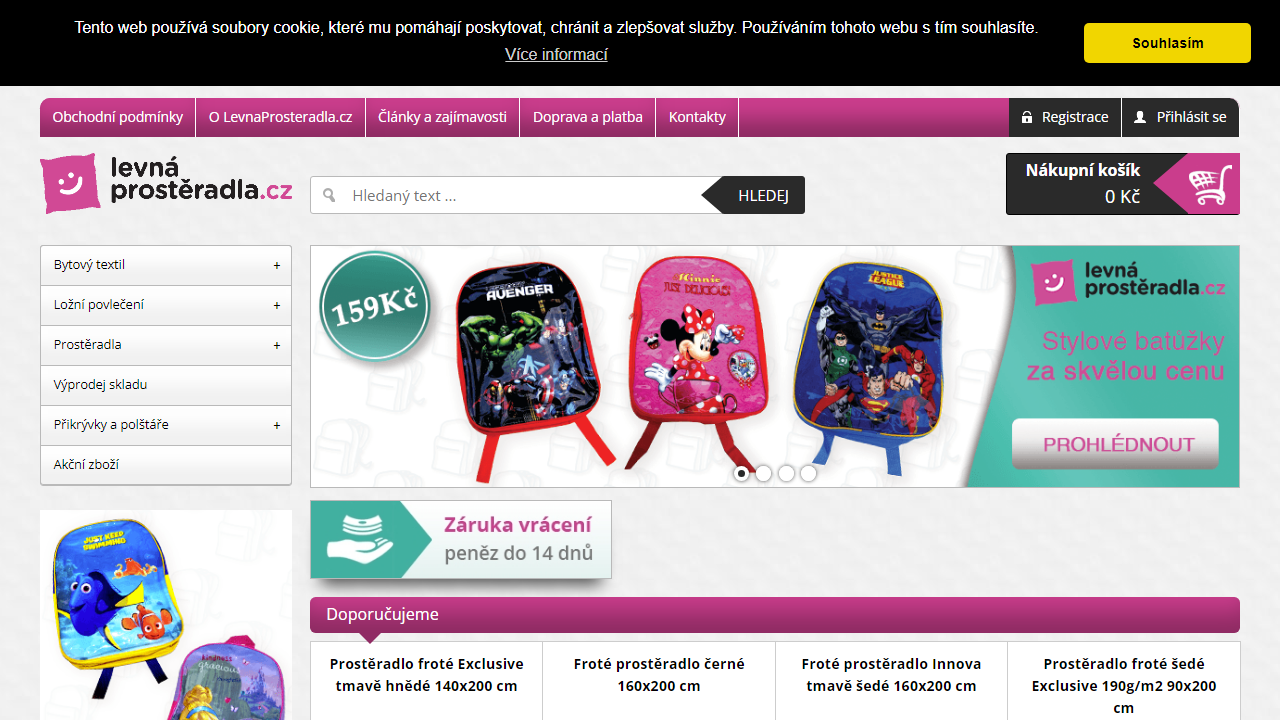 Tento web používá soubory cookie, které mu pomáhají poskytovat, chránit a zlepšovat služby. Používáním tohoto webu s tím souhlasíte.
Více informací
Souhlasím
Obchodní podmínky
O LevnaProsteradla.cz
Články a zajímavosti
Doprava a platba
Kontakty
Registrace
Přihlásit se
levná
prostěradla.cz
Hledaný text ...
HLEDEJ
Nákupní košík
0 Kč
Bytový textil +
Ložní povlečení +
Prostěradla +
Výprodej skladu
Přikrývky a polštáře +
Akční zboží
159Kč
AVENGER
Minnie
JUST DELICIOUS
JUSTICE
LEAGUE
levná
prostěradla.cz
Stylové batůžky
za skvělou cenu
PROHLÉDNOUT
JUST KEEP
SWIMMING
kindness
gracious
Záruka vrácení
peněz do 14 dnů
Doporučujeme
Prostěradlo froté Exclusive
tmavě hnědé 140x200 cm
Froté prostěradlo černé
160x200 cm
Froté prostěradlo Innova
tmavě šedé 160x200 cm
Prostěradlo froté šedé
Exclusive 190g/m2 90x200
cm